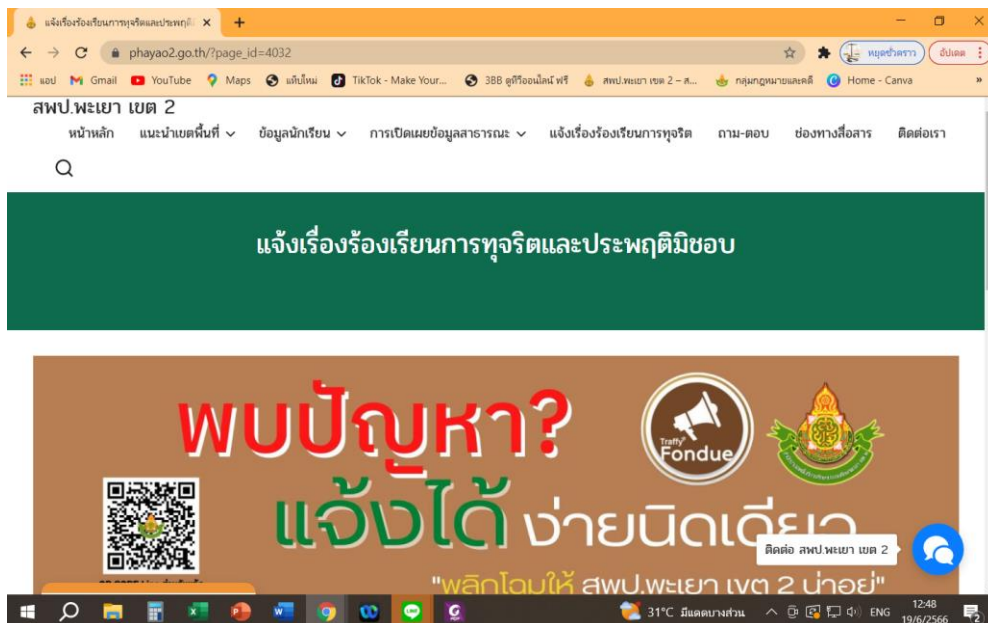 แจ้งเรื่องร้องเรียนการทุจริตและประพฤติมิ
phayao2.go.th/?page_id=4032
หยุดชั่วคราว
อัปเดต
แอป Gmail YouTube Maps แท็บใหม่ TikTok - Make Your... 3BB ดูทีวีออนไลน์ ฟรี สพป.พะเยา เขต 2 – ส... กลุ่มกฎหมายและคดี Home - Canva »
สพป.พะเยา เขต 2
หน้าหลัก แนะนำเขตพื้นที่ ข้อมูลนักเรียน การเปิดเผยข้อมูลสาธารณะ แจ้งเรื่องร้องเรียนการทุจริต ถาม-ตอบ ช่องทางสื่อสาร ติดต่อเรา
แจ้งเรื่องร้องเรียนการทุจริตและประพฤติมิชอบ
พบปัญหา?
Traffy
Fondue
แจ้งได้ ง่ายนิดเดียว
ติดต่อ สพป.พะเยา เขต 2
"พลิกโฉมให้ สพป.พะเยา เขต 2 น่าอยู่"
31°C มีแดดบางส่วน ENG 12:48
19/6/2566
2